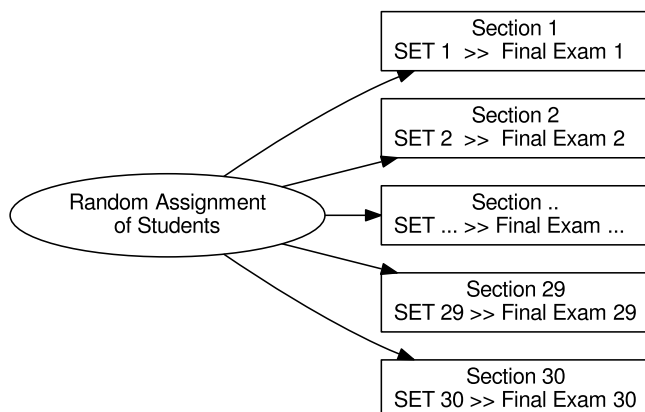 Section 1
SET 1 >> Final Exam 1
Section 2
SET 2 >> Final Exam 2
Random Assignment
of Students
Section ..
SET ... >> Final Exam ...
Section 29
SET 29 >> Final Exam 29
Section 30
SET 30 >> Final Exam 30